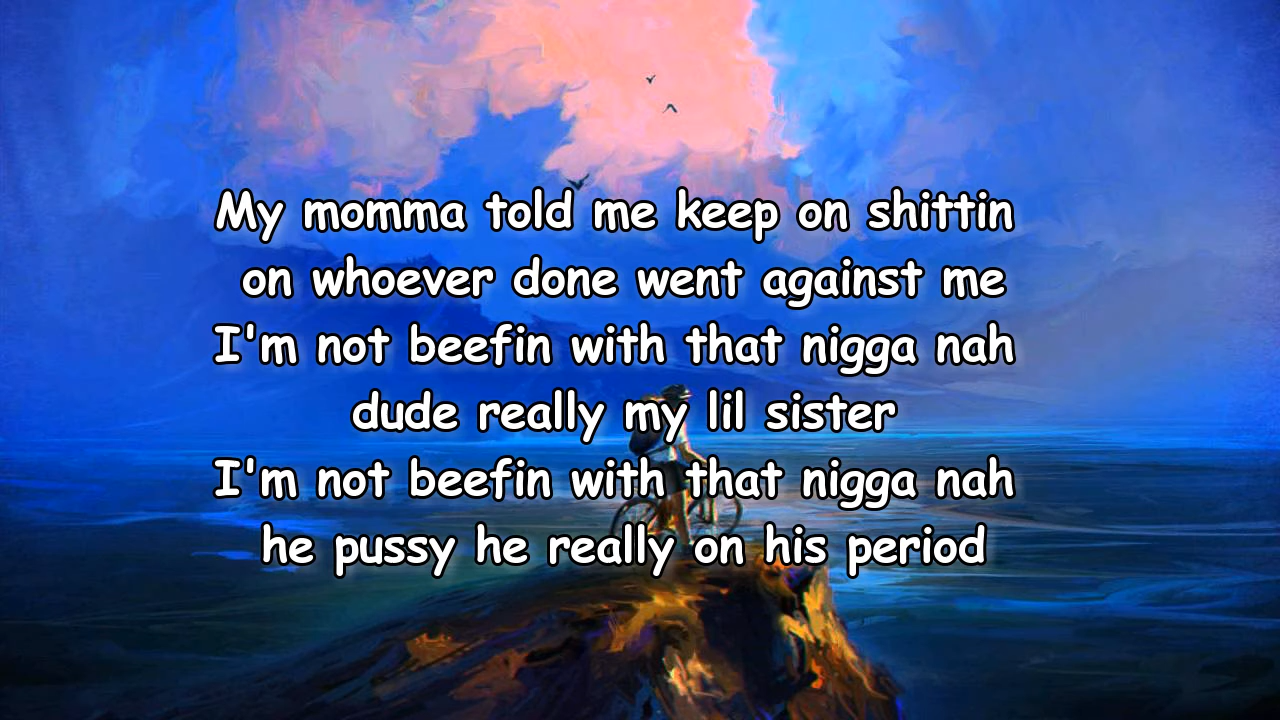 My momma told me keep on shittin
on whoever done went against me
I'm not beefin with that nigga nah
dude really my lil sister
I'm not beefin with that nigga nah
he pussy he really on his period